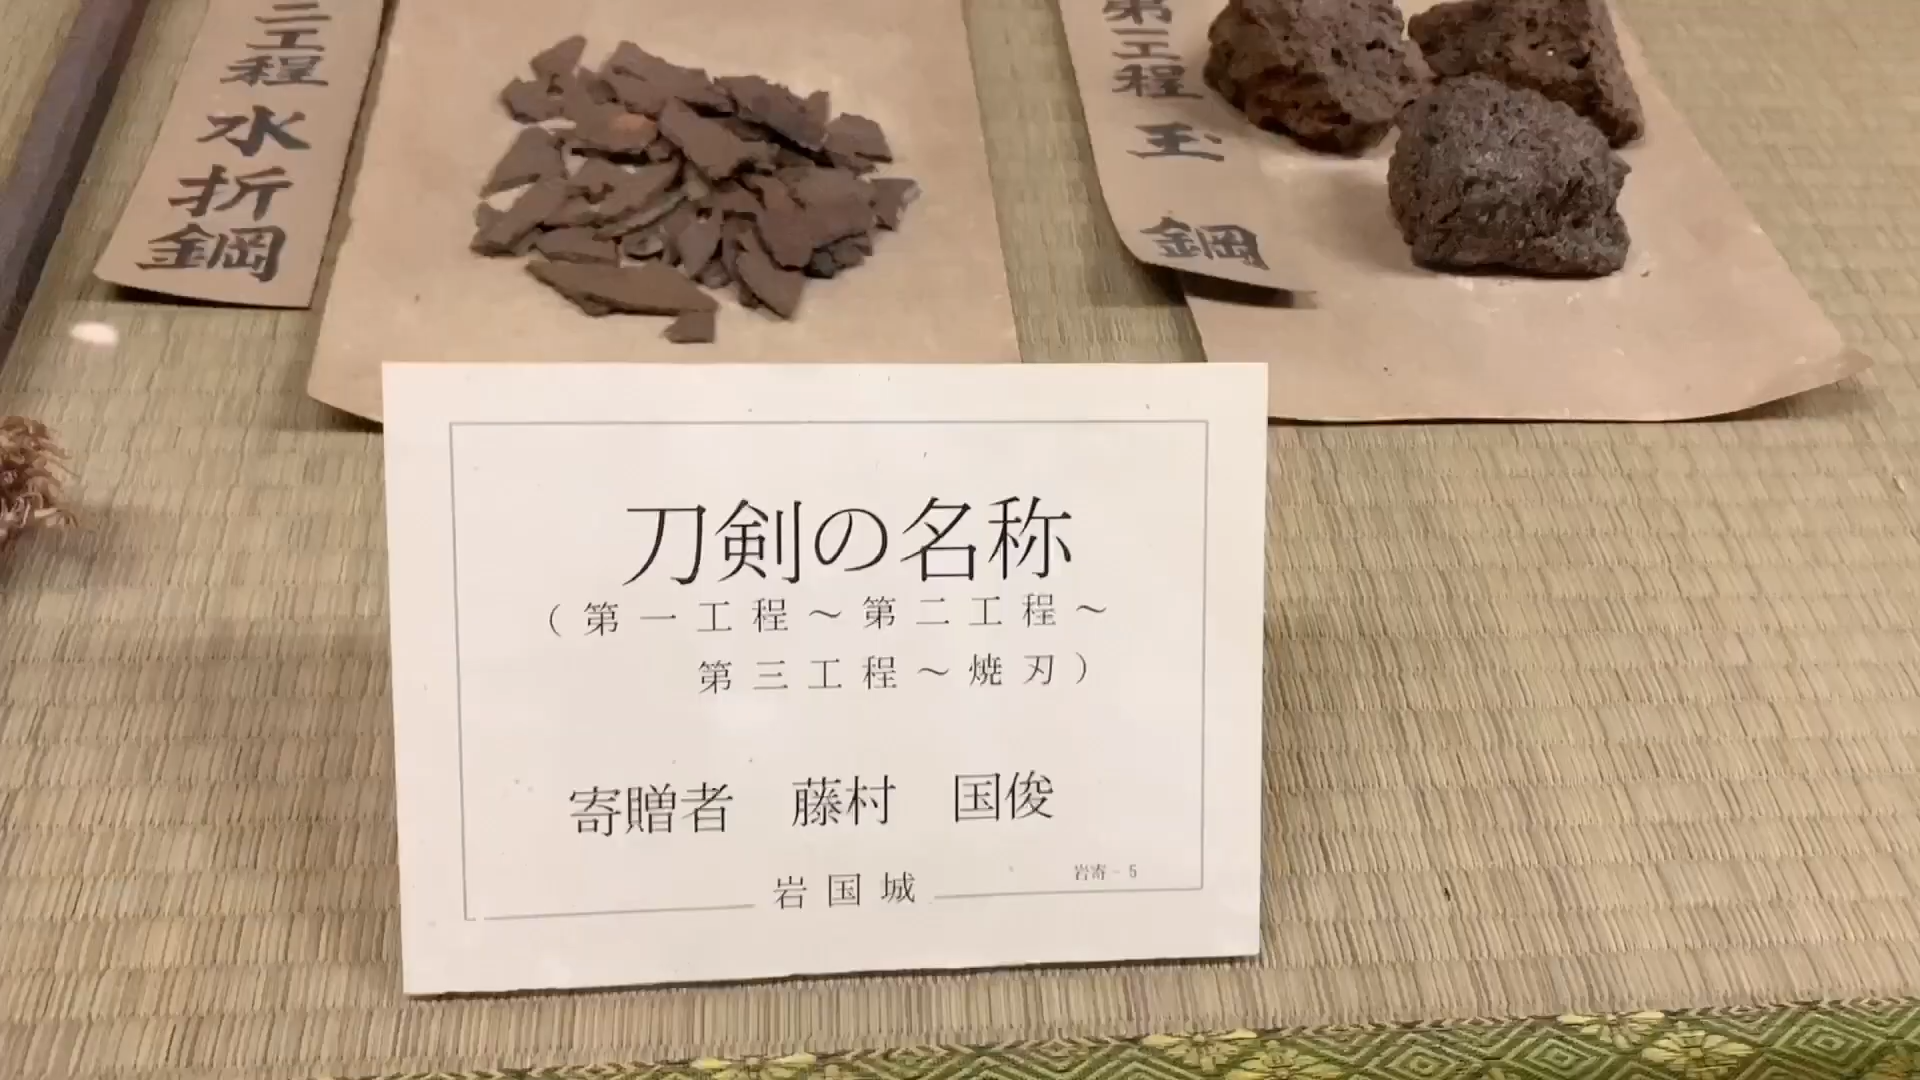 二工程
水折鋼
第一工程
玉鋼
刀剣の名称
(第一工程～第二工程～
第三工程～焼刃)
寄贈者 藤村 国俊
岩国城
岩寄-5